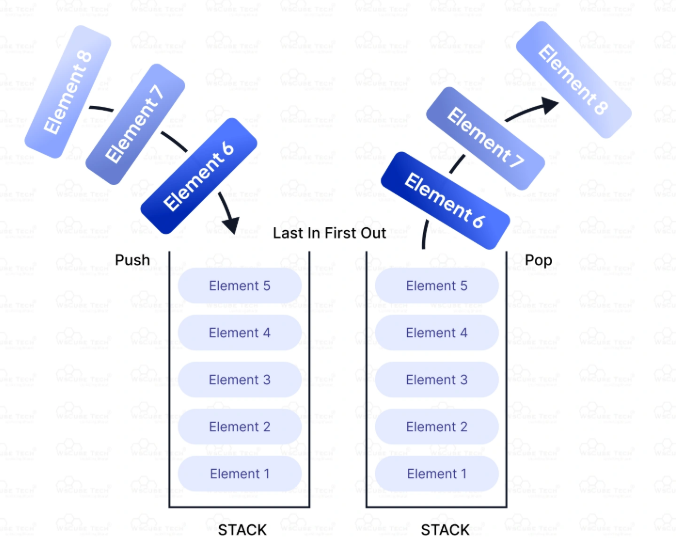 Element 8
Element 7
Element 6
Element 8
Element 7
Element 6
Last In First Out
Push
Pop
Element 5
Element 4
Element 3
Element 2
Element 1
Element 5
Element 4
Element 3
Element 2
Element 1
STACK
STACK